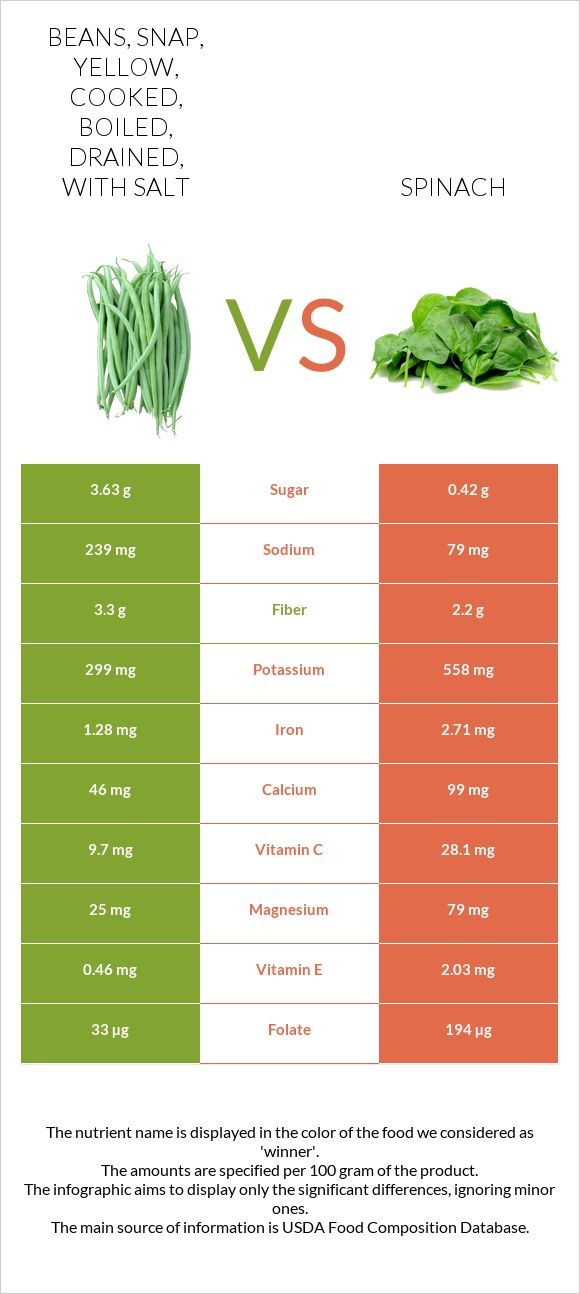 BEANS, SNAP,
YELLOW,
COOKED,
BOILED,
DRAINED,
WITH SALT
SPINACH
VS
3.63 g Sugar 0.42 g
239 mg Sodium 79 mg
3.3 g Fiber 2.2 g
299 mg Potassium 558 mg
1.28 mg Iron 2.71 mg
46 mg Calcium 99 mg
9.7 mg Vitamin C 28.1 mg
25 mg Magnesium 79 mg
0.46 mg Vitamin E 2.03 mg
33 µg Folate 194 µg
The nutrient name is displayed in the color of the food we considered as
'winner'.
The amounts are specified per 100 gram of the product.
The infographic aims to display only the significant differences, ignoring minor
ones.
The main source of information is USDA Food Composition Database.